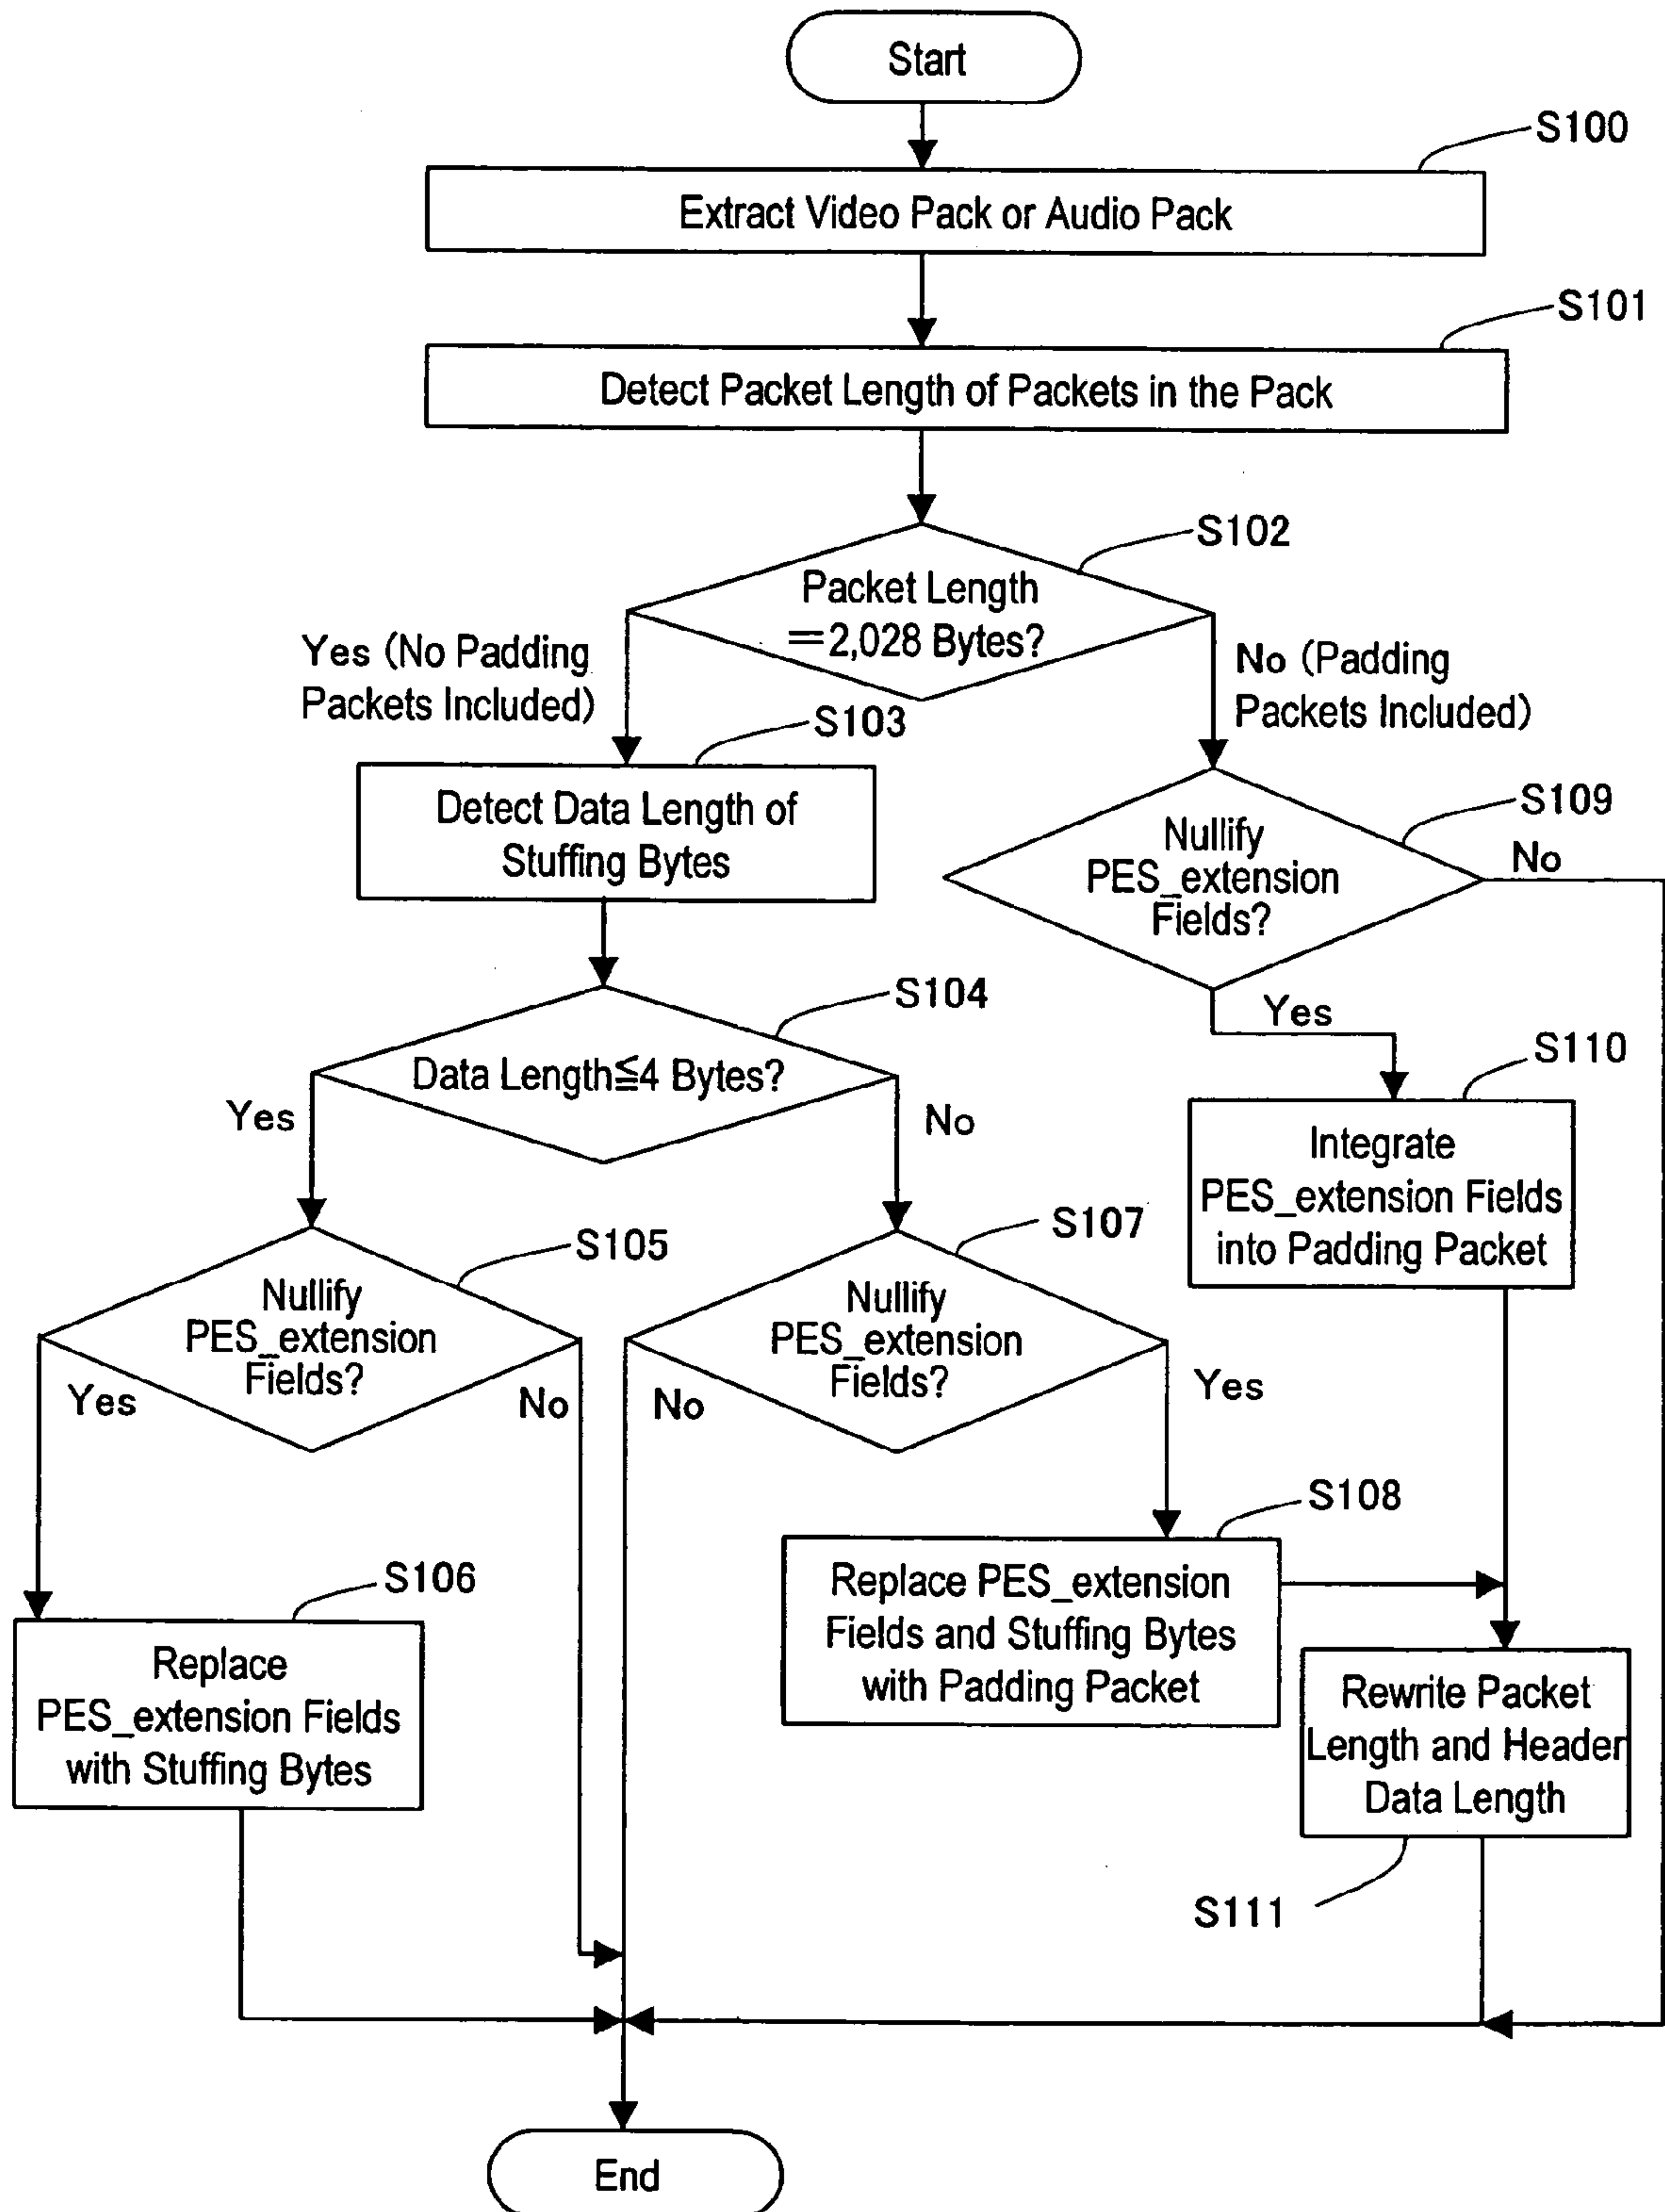 Start
S100
Extract Video Pack or Audio Pack
S101
Detect Packet Length of Packets in the Pack
S102
Packet Length
=2,028 Bytes?
Yes (No Padding
Packets Included)
No (Padding
Packets Included)
S103
Detect Data Length of
Stuffing Bytes
S109
Nullify
PES_extension
Fields?
No
Yes
S104
Data Length≦4 Bytes?
Yes
No
S110
Integrate
PES_extension Fields
into Padding Packet
S105
Nullify
PES_extension
Fields?
Yes
No
S107
Nullify
PES_extension
Fields?
No
Yes
S106
Replace
PES_extension Fields
with Stuffing Bytes
S108
Replace PES_extension
Fields and Stuffing Bytes
with Padding Packet
Rewrite Packet
Length and Header
Data Length
S111
End